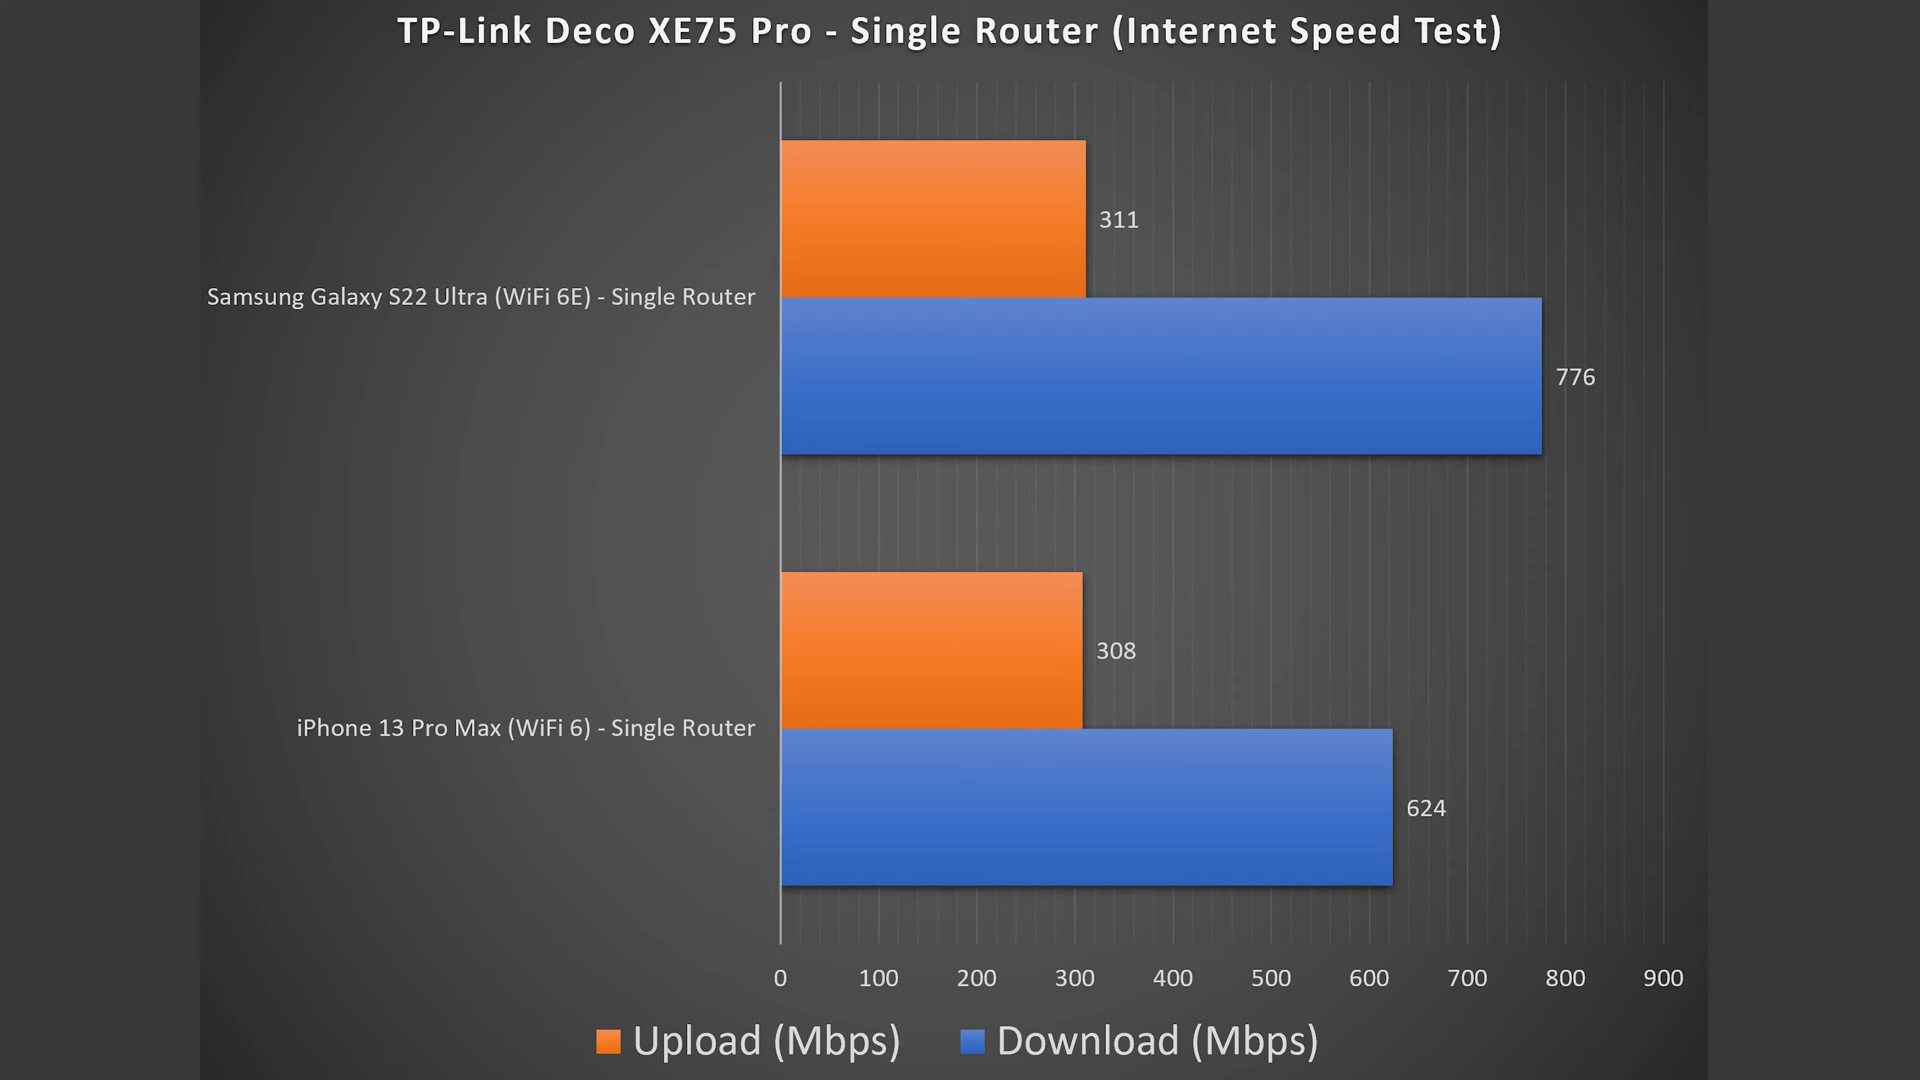 TP-Link Deco XE75 Pro - Single Router (Internet Speed Test)
311
Samsung Galaxy S22 Ultra (WiFi 6E) - Single Router
776
308
iPhone 13 Pro Max (WiFi 6) - Single Router
624
0 100 200 300 400 500 600 700 800 900
Upload (Mbps) Download (Mbps)